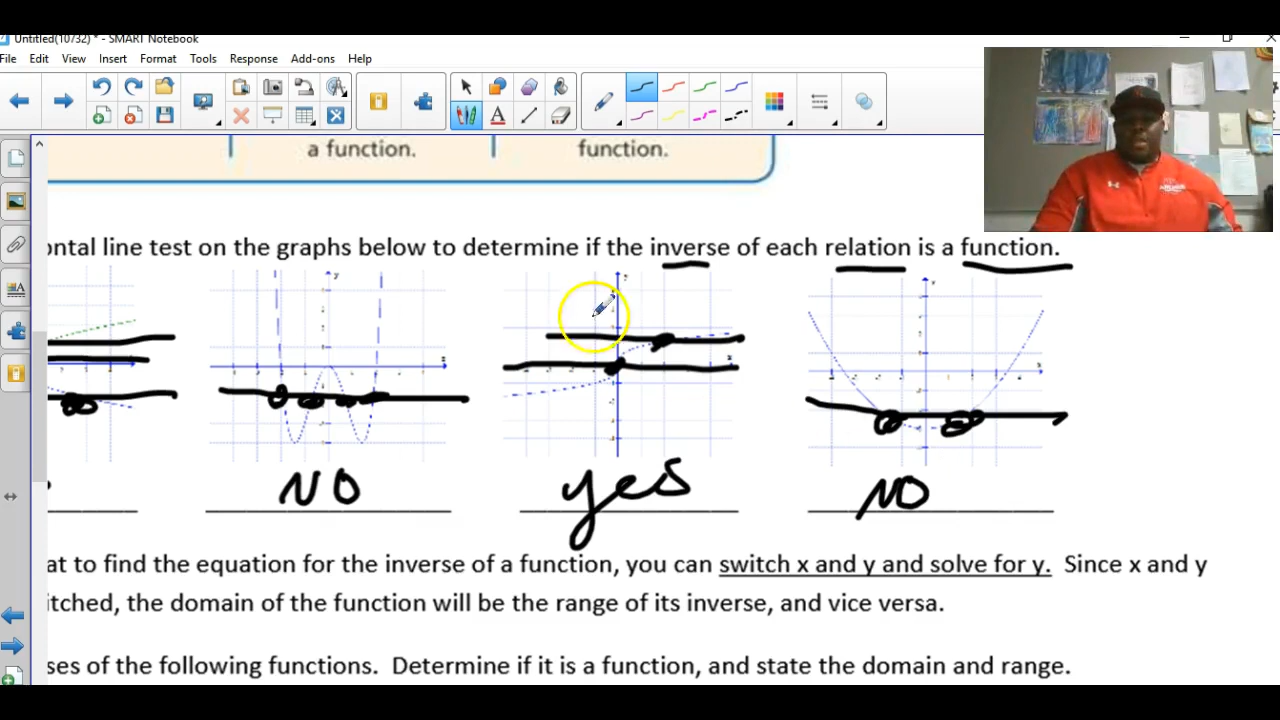 Untitled(10732) * - SMART Notebook
File Edit View Insert Format Tools Response Add-ons Help
a function. function.
ontal line test on the graphs below to determine if the inverse of each relation is a function.
NO yes NO
at to find the equation for the inverse of a function, you can switch x and y and solve for y. Since x and y
itched, the domain of the function will be the range of its inverse, and vice versa.
ses of the following functions. Determine if it is a function, and state the domain and range.